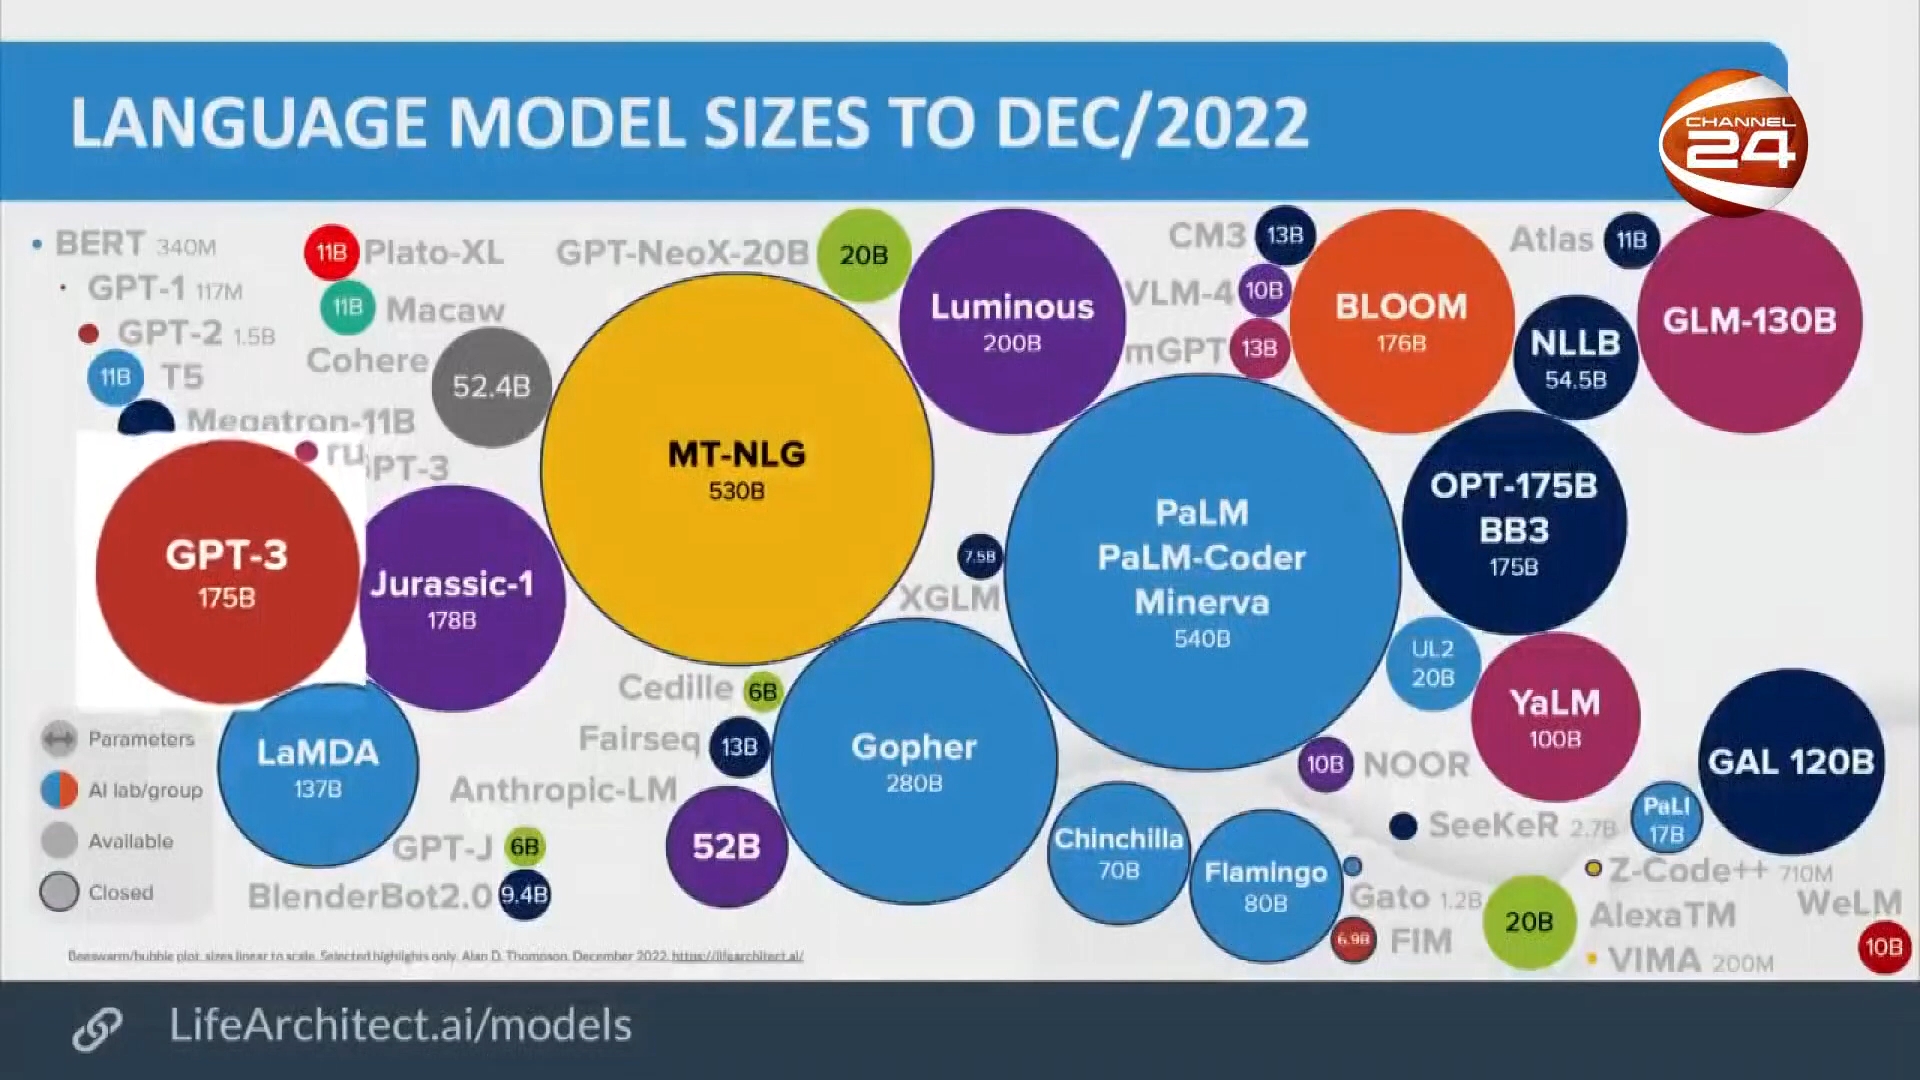 LANGUAGE MODEL SIZES TO DEC/2022
CHANNEL
24
BERT 340M
GPT-1 117M
GPT-2 1.5B
11B T5
Megatron-11B
11B Plato-XL
11B Macaw
Cohere
52.4B
ru
PT-3
GPT-3
175B
Jurassic-1
178B
LaMDA
137B
GPT-NeoX-20B 20B
MT-NLG
530B
Luminous
200B
CM3 13B
VLM-4 10B
mGPT 13B
BLOOM
176B
Atlas 11B
NLLB
54.5B
GLM-130B
OPT-175B
BB3
175B
PaLM
PaLM-Coder
Minerva
540B
7.5B
XGLM
UL2
20B
YaLM
100B
GAL 120B
Cedille 6B
Fairseq 13B
Anthropic-LM
52B
Gopher
280B
GPT-J 6B
BlenderBot2.0 9.4B
Chinchilla
70B
Flamingo
80B
10B NOOR
SeeKeR 2.7B
PaLI
17B
Gato 1.2B
6.9B FIM
Z-Code++ 710M
20B AlexaTM
VIMA 200M
WeLM
10B
Parameters
AI lab/group
Available
Closed
Beeswarm/bubble plot, sizes linear to scale. Selected highlights only. Alan D. Thompson. December 2022. https://lifearchitect.ai/
LifeArchitect.ai/models